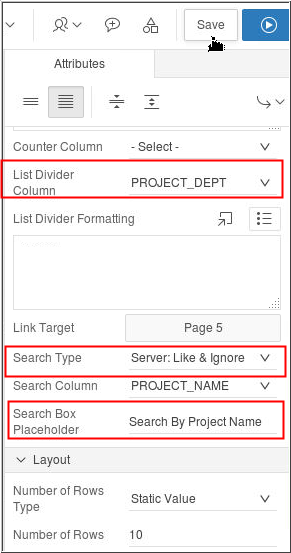 Save
Attributes
Counter Column - Select -
List Divider
Column PROJECT_DEPT
List Divider Formatting
Link Target Page 5
Search Type Server: Like & Ignore
Search Column PROJECT_NAME
Search Box
Placeholder Search By Project Name
Layout
Number of Rows
Type Static Value
Number of Rows 10